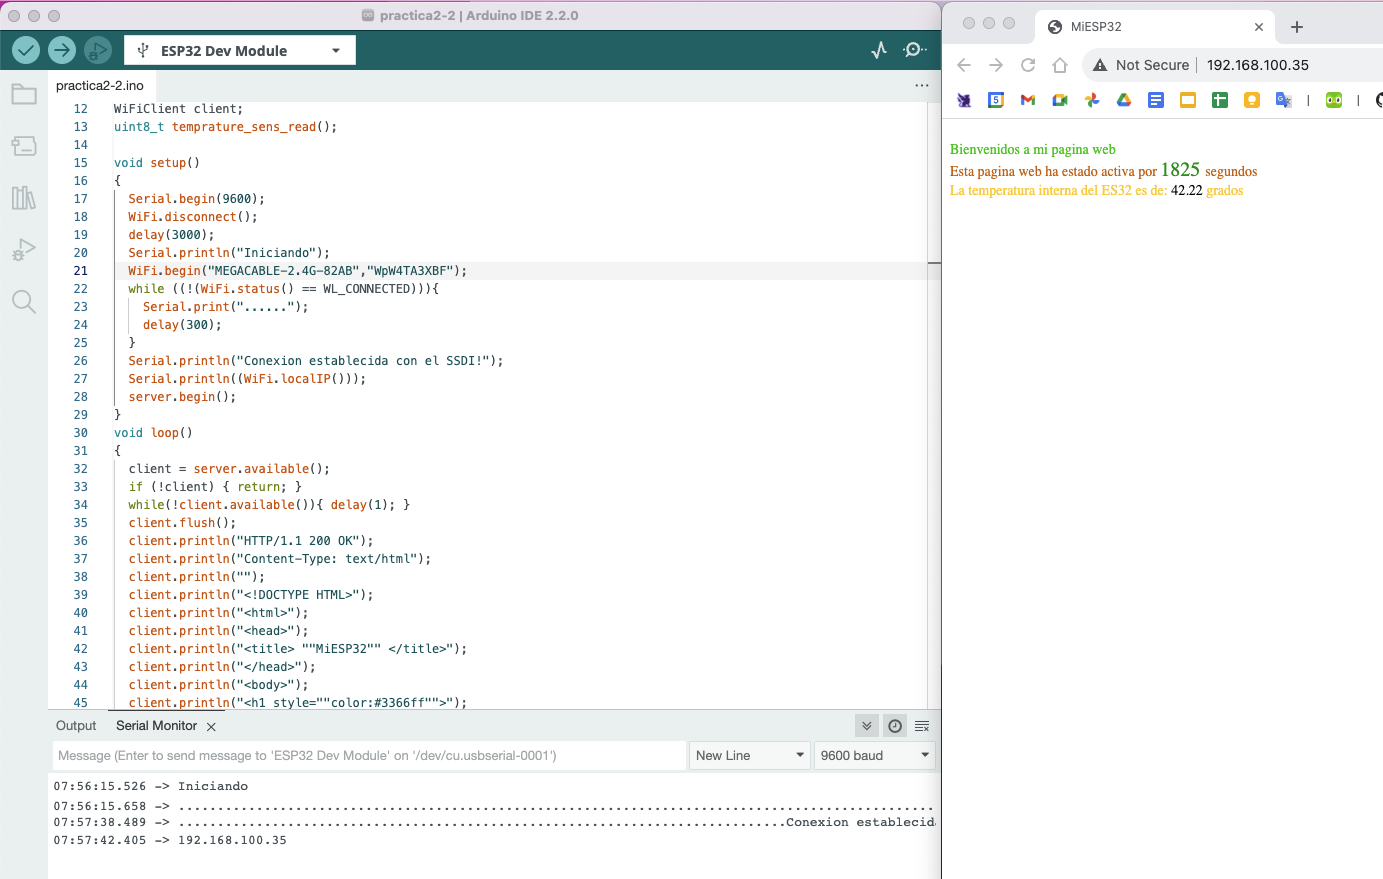 practica2-2 | Arduino IDE 2.2.0
ESP32 Dev Module
practica2-2.ino
12 WiFiClient client;
13 uint8_t temprature_sens_read();
14
15 void setup()
16 {
17 Serial.begin(9600);
18 WiFi.disconnect();
19 delay(3000);
20 Serial.println("Iniciando");
21 WiFi.begin("MEGACABLE-2.4G-82AB","WpW4TA3XBF");
22 while ((!(WiFi.status() == WL_CONNECTED))){
23 Serial.print("......");
24 delay(300);
25 }
26 Serial.println("Conexion establecida con el SSDI!");
27 Serial.println((WiFi.localIP()));
28 server.begin();
29 }
30 void loop()
31 {
32 client = server.available();
33 if (!client) { return; }
34 while(!client.available()){ delay(1); }
35 client.flush();
36 client.println("HTTP/1.1 200 OK");
37 client.println("Content-Type: text/html");
38 client.println("");
39 client.println("<!DOCTYPE HTML>");
40 client.println("<html>");
41 client.println("<head>");
42 client.println("<title> ""MiESP32"" </title>");
43 client.println("</head>");
44 client.println("<body>");
45 client.println("<h1 style=""color:#3366ff"">");
Output Serial Monitor
Message (Enter to send message to 'ESP32 Dev Module' on '/dev/cu.usbserial-0001')
New Line
9600 baud
07:56:15.526 -> Iniciando
07:56:15.658 -> .................................................................................................
07:57:38.489 -> ..............................................................................Conexion establecida
07:57:42.405 -> 192.168.100.35
MiESP32
Not Secure | 192.168.100.35
5
Bienvenidos a mi pagina web
Esta pagina web ha estado activa por 1825 segundos
La temperatura interna del ES32 es de: 42.22 grados